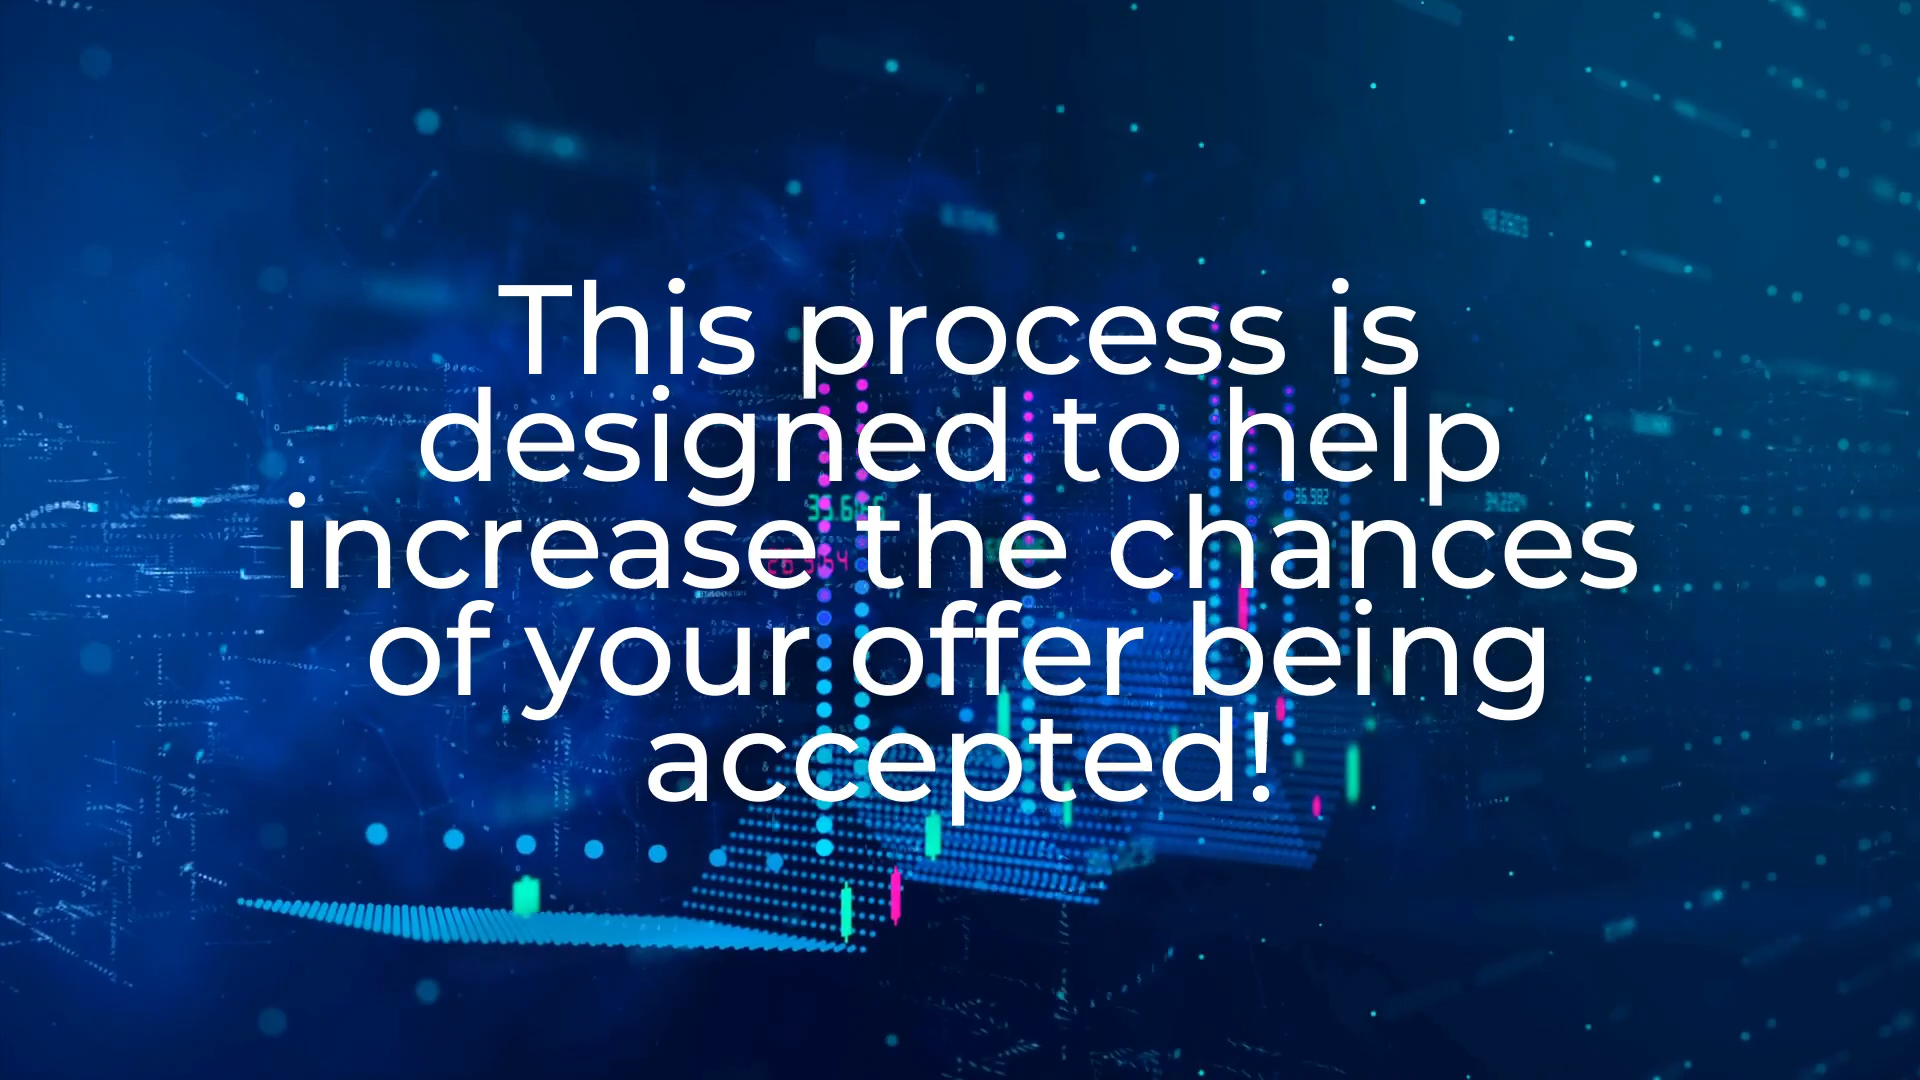 This process is
designed to help
increase the chances
of your offer being
accepted!